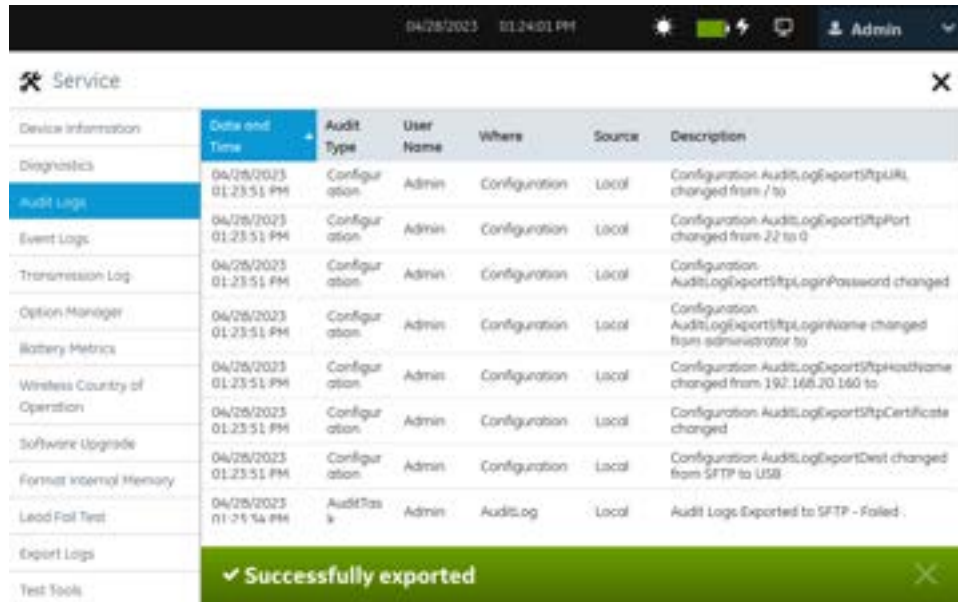 04/28/2023 01:24:01 PM Admin
Service
Device Information
Diagnostics
Audit Logs
Event Logs
Transmission Log
Option Manager
Battery Metrics
Wireless Country of
Operation
Software Upgrade
Format Internal Memory
Lead Fail Test
Export Logs
Test Tools
Date and Audit User
Time Type Name Where Source Description
04/28/2023 Configur Configuration AuditLogExportSftpURL
01:23:51 PM ation Admin Configuration Local changed from / to
04/28/2023 Configur Configuration AuditLogExportSftpPort
01:23:51 PM ation Admin Configuration Local changed from 22 to 0
04/28/2023 Configur Configuration
01:23:51 PM ation Admin Configuration Local AuditLogExportSftpLoginPassword changed
Configuration
04/28/2023 Configur AuditLogExportSftpLoginName changed
01:23:51 PM ation Admin Configuration Local from administrator to
04/28/2023 Configur Configuration AuditLogExportSftpHostName
01:23:51 PM ation Admin Configuration Local changed from 192.168.20.160 to
04/28/2023 Configur Configuration AuditLogExportSftpCertificate
01:23:51 PM ation Admin Configuration Local changed
04/28/2023 Configur Configuration AuditLogExportDest changed
01:23:51 PM ation Admin Configuration Local from SFTP to USB
04/28/2023 AuditTas
k Admin AuditLog Local Audit Logs Exported to SFTP - Failed .
Successfully exported